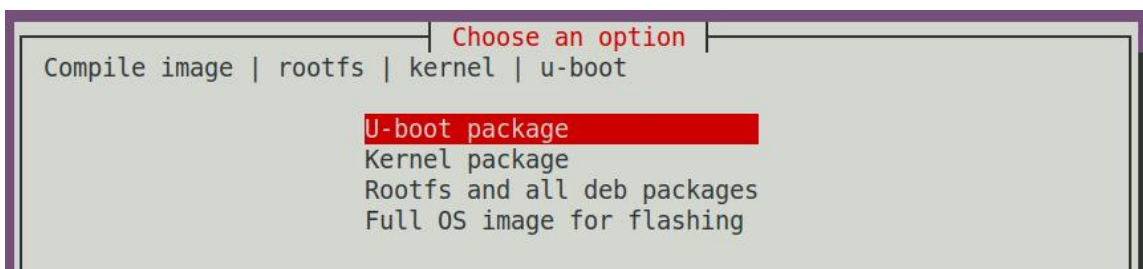 Choose an option
Compile image | rootfs | kernel | u-boot
U-boot package
Kernel package
Rootfs and all deb packages
Full OS image for flashing